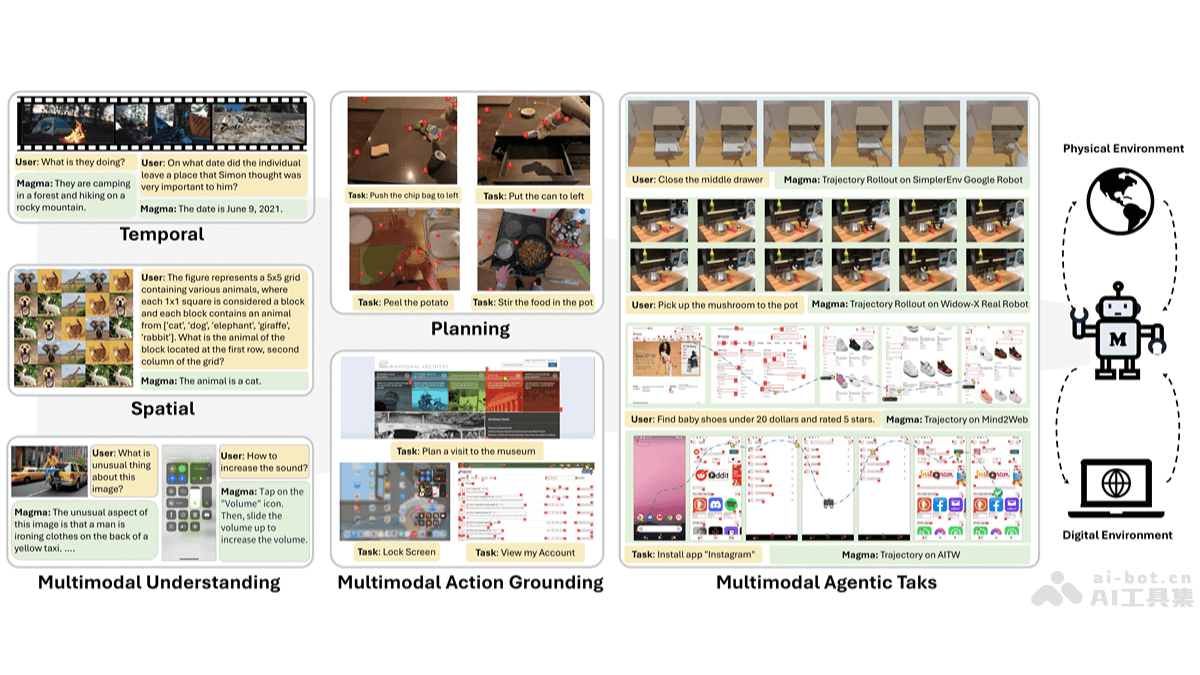 User: What are they doing?
Magma: They are camping
in a forest and hiking on a
rocky mountain.
User: On what date did the individual
leave a place that Simon thought was
very important to him?
Magma: The date is June 9, 2021.
Temporal
User: The figure represents a 5x5 grid
containing various animals, where
each 1x1 square is considered a block
and each block contains an animal
from ['cat', 'dog', 'elephant', 'giraffe',
'rabbit']. What is the animal of the
block located at the first row, second
column of the grid?
Magma: The animal is a cat.
Spatial
User: What is
unusual thing
about this
image?
Magma: The unusual aspect of
this image is that a man is
ironing clothes on the back of a
yellow taxi. ....
User: How to
increase the sound?
Magma: Tap on the
"Volume" icon.
Then, slide the
volume up to
increase the volume.
Multimodal Understanding
Task: Push the chip bag to left
Task: Put the can to left
Task: Peel the potato
Task: Stir the food in the pot
Planning
INTERNATIONAL ARCHIVES
Task: Plan a visit to the museum
Task: Lock Screen
Task: View my Account
Multimodal Action Grounding
User: Close the middle drawer
Magma: Trajectory Rollout on SimplerEnv Google Robot
User: Pick up the mushroom to the pot
Magma: Trajectory Rollout on Widow-X Real Robot
User: Find baby shoes under 20 dollars and rated 5 stars.
Magma: Trajectory on Mind2Web
reddit
Task: Install app "Instagram"
Magma: Trajectory on AITW
Multimodal Agentic Taks
Physical Environment
M
Digital Environment
ai-bot.cn
AI工具集